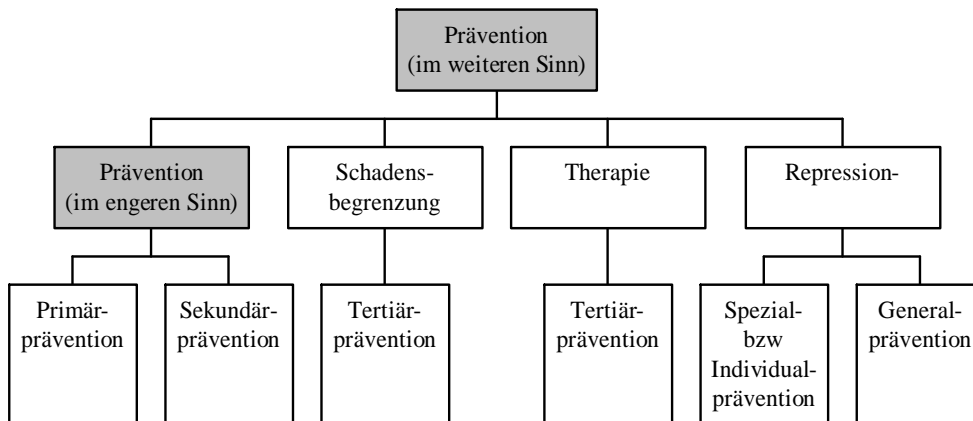 Prävention
(im weiteren Sinn)
Prävention
(im engeren Sinn)
Schadens-
begrenzung
Therapie
Repression-
Primär-
prävention
Sekundär-
prävention
Tertiär-
prävention
Tertiär-
prävention
Spezial-
bzw
Individual-
prävention
General-
prävention